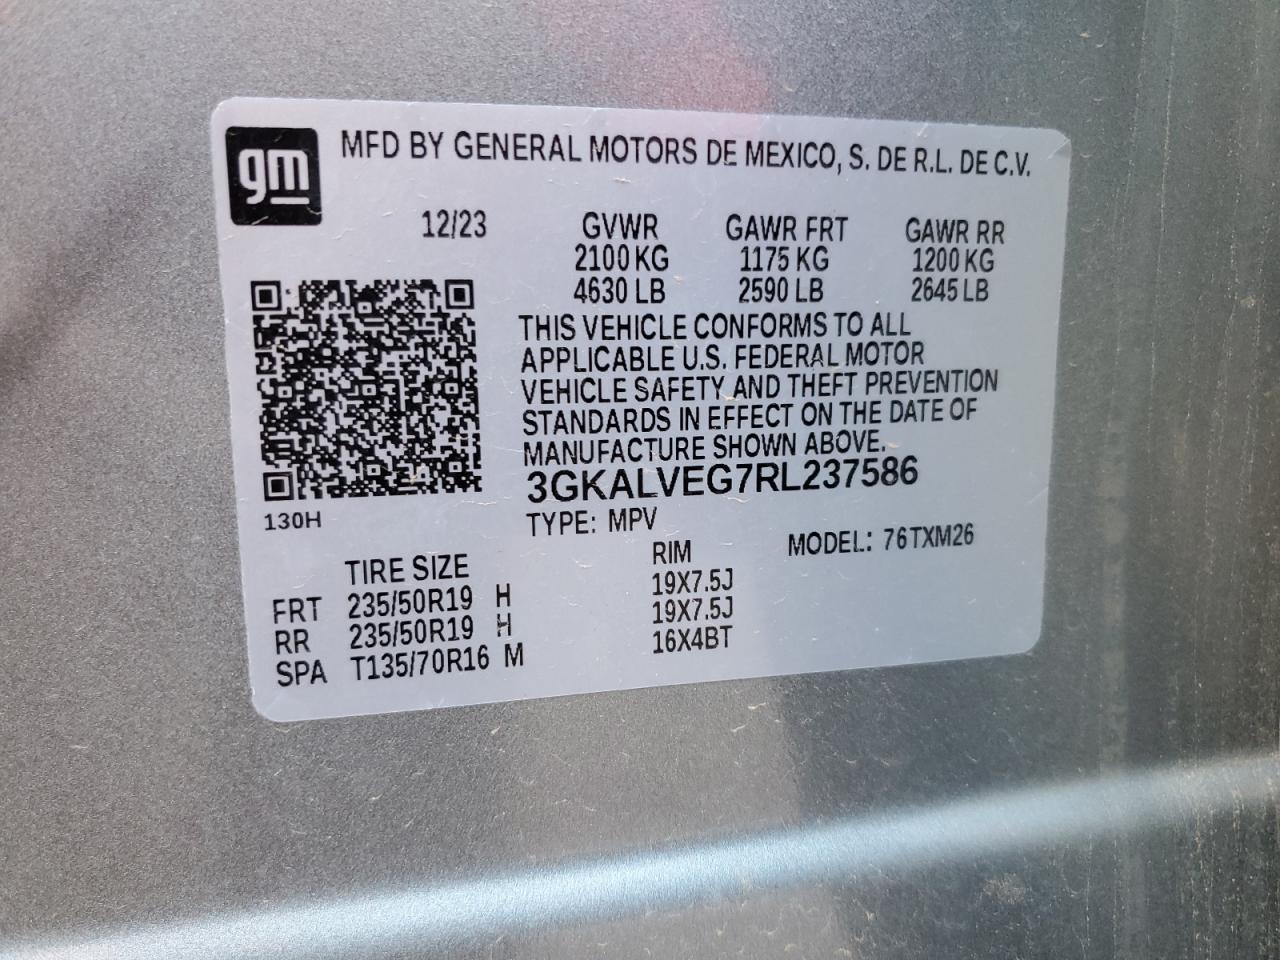 gm
MFD BY GENERAL MOTORS DE MEXICO, S. DE R.L. DE C.V.
12/23 GVWR GAWR FRT GAWR RR
2100 KG 1175 KG 1200 KG
4630 LB 2590 LB 2645 LB
THIS VEHICLE CONFORMS TO ALL
APPLICABLE U.S. FEDERAL MOTOR
VEHICLE SAFETY AND THEFT PREVENTION
STANDARDS IN EFFECT ON THE DATE OF
MANUFACTURE SHOWN ABOVE.
3GKALVEG7RL237586
130H
TYPE: MPV MODEL: 76TXM26
TIRE SIZE RIM
FRT 235/50R19 H 19X7.5J
RR 235/50R19 H 19X7.5J
SPA T135/70R16 M 16X4BT